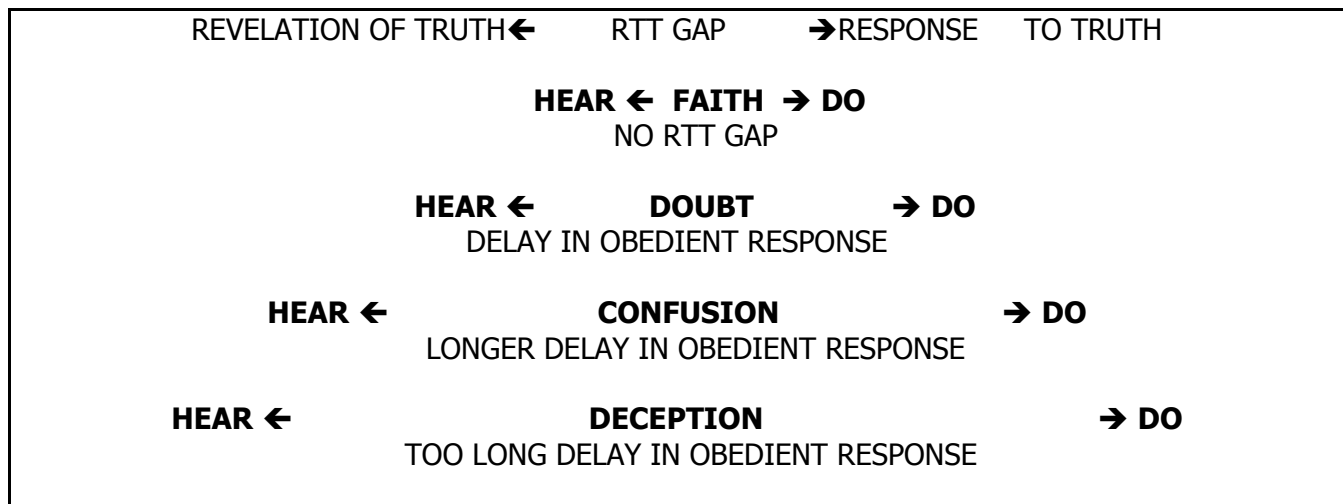 REVELATION OF TRUTH← RTT GAP →RESPONSE TO TRUTH
HEAR ← FAITH → DO
NO RTT GAP
HEAR ← DOUBT → DO
DELAY IN OBEDIENT RESPONSE
HEAR ← CONFUSION → DO
LONGER DELAY IN OBEDIENT RESPONSE
HEAR ← DECEPTION → DO
TOO LONG DELAY IN OBEDIENT RESPONSE